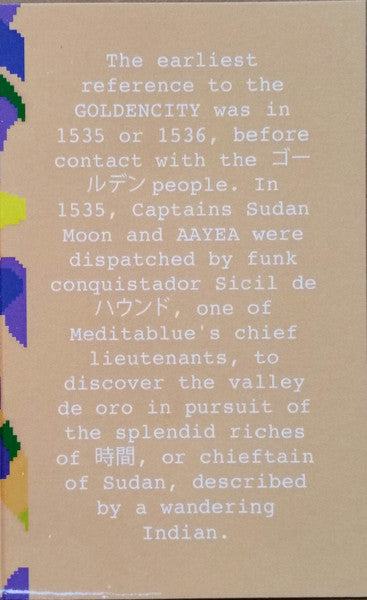 The earliest
reference to the
GOLDENCITY was in
1535 or 1536, before
contact with the ゴー
ルデン people. In
1535, Captains Sudan
Moon and AAYEA were
dispatched by funk
conquistador Sicil de
ハウンド, one of
Meditablue's chief
lieutenants, to
discover the valley
de oro in pursuit of
the splendid riches
of 時間, or chieftain
of Sudan, described
by a wandering
Indian.